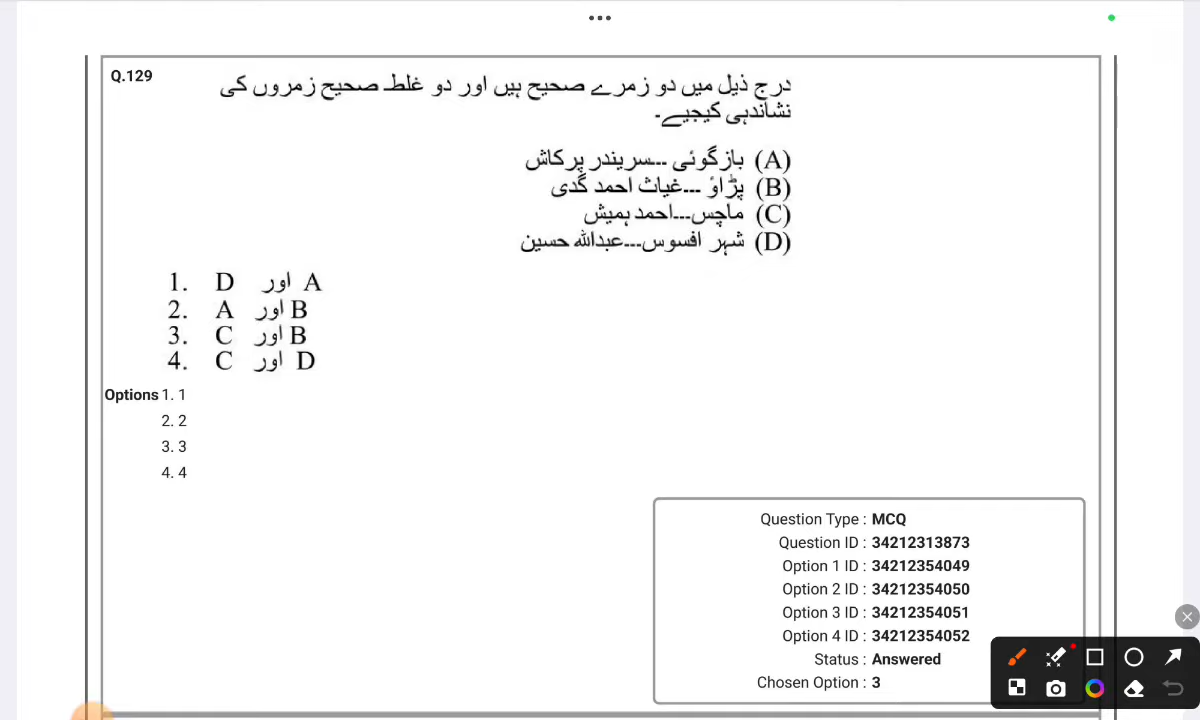 Q.129
درج ذیل میں دو زمرے صحیح ہیں اور دو غلط صحیح زمروں کی
نشاندہی کیجیے۔
(A) بازگوئی ---سریندر پرکاش
(B) پڑاؤ ---غیاث احمد گدی
(C) ماچس---احمد ہمیش
(D) شہر افسوس---عبداللہ حسین
1. D اور A
2. A اور B
3. C اور B
4. C اور D
Options 1. 1
2. 2
3. 3
4. 4
Question Type : MCQ
Question ID : 34212313873
Option 1 ID : 34212354049
Option 2 ID : 34212354050
Option 3 ID : 34212354051
Option 4 ID : 34212354052
Status : Answered
Chosen Option : 3